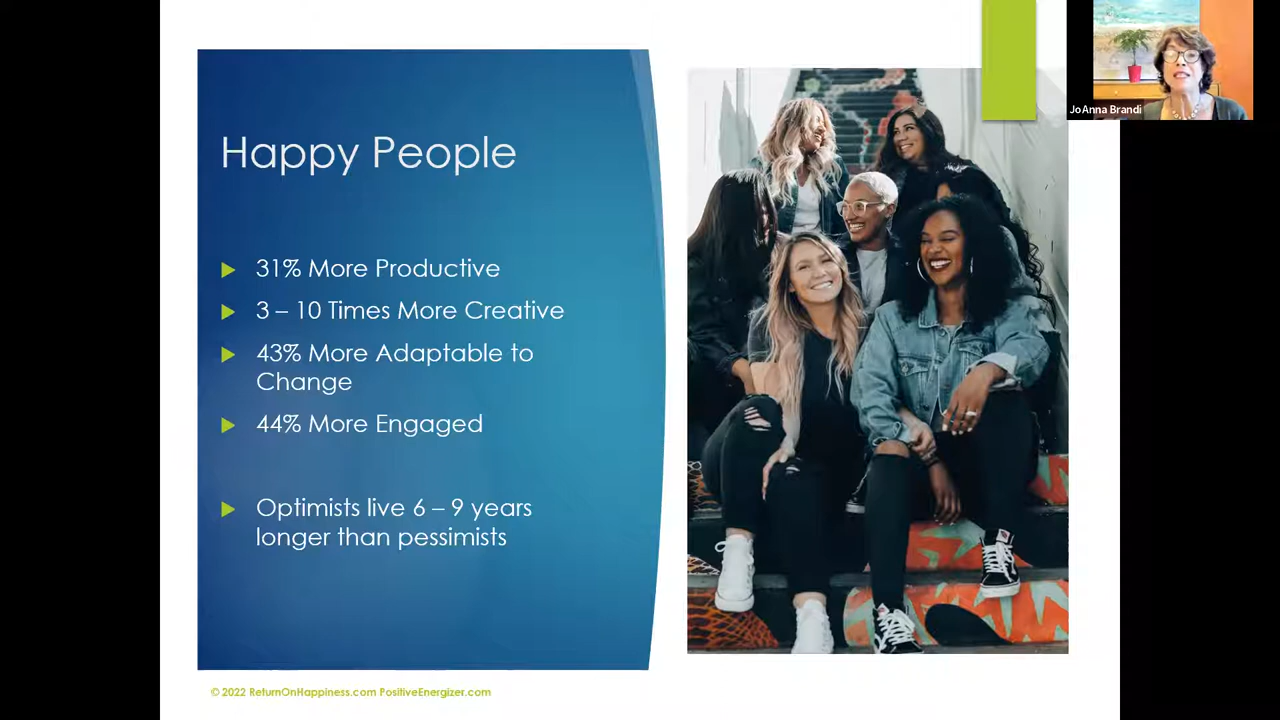 JoAnna Brandi
Happy People
31% More Productive
3 – 10 Times More Creative
43% More Adaptable to
Change
44% More Engaged
Optimists live 6 – 9 years
longer than pessimists
© 2022 ReturnOnHappiness.com PositiveEnergizer.com